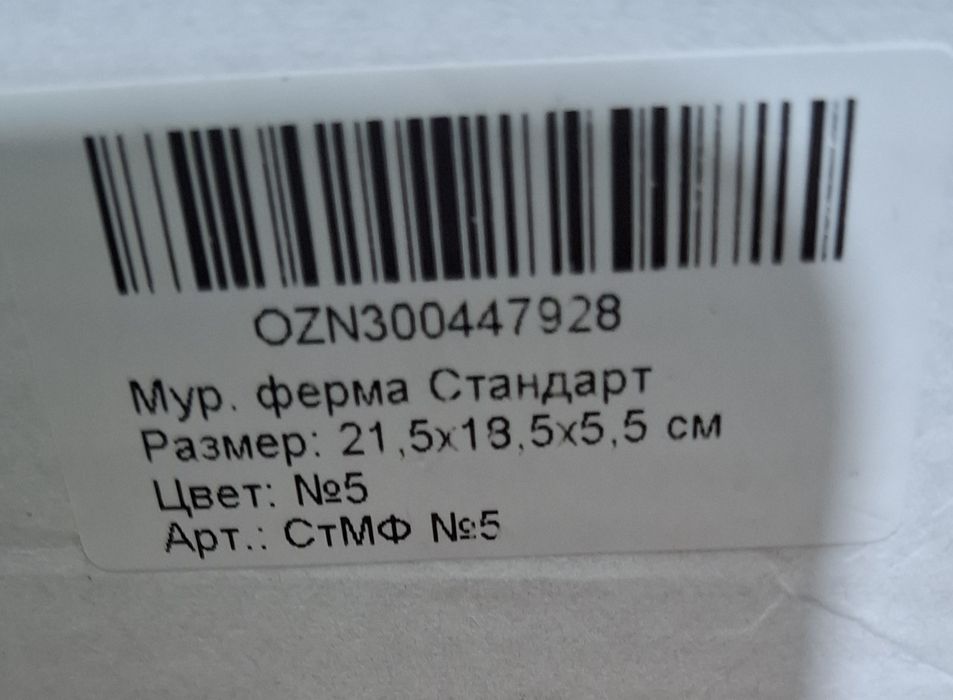 OZN300447928
Мур. ферма Стандарт
Размер: 21,5x18,5x5,5 см
Цвет: №5
Арт.: СтМФ №5